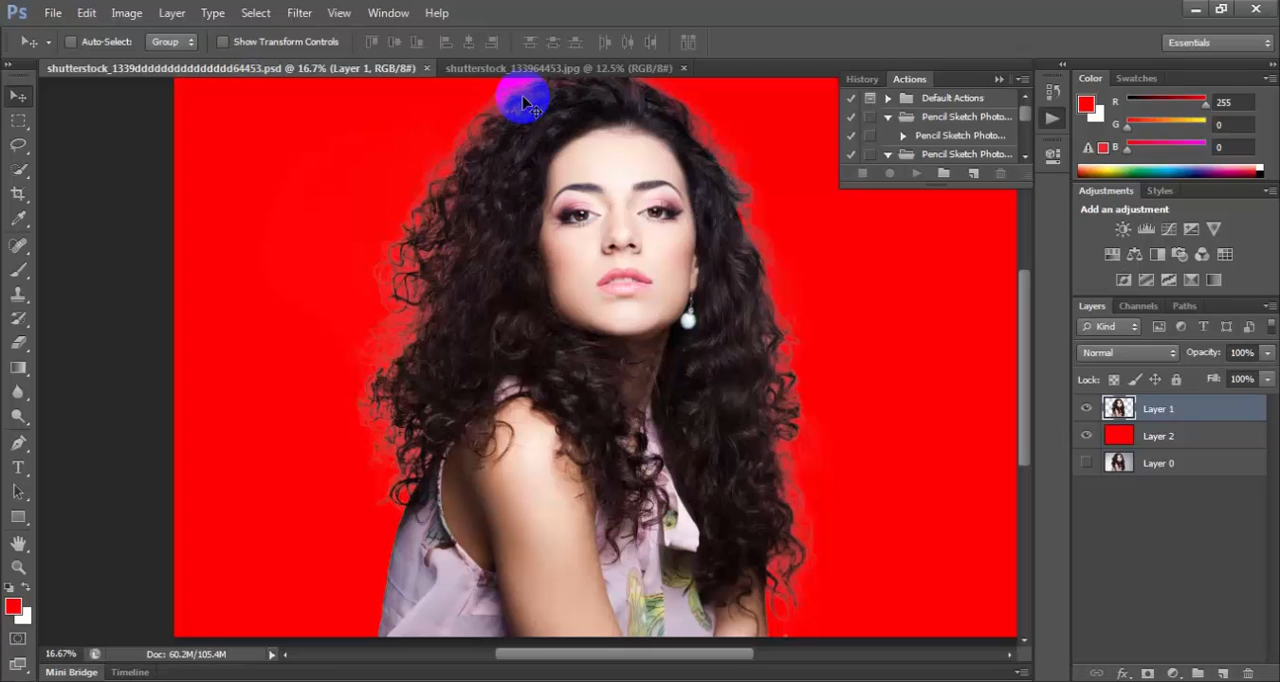 Ps File Edit Image Layer Type Select Filter View Window Help
Auto-Select: Group Show Transform Controls Essentials
shutterstock_1339dddddddddddddddd64453.psd @ 16.7% (Layer 1, RGB/8#) × shutterstock_133964453.jpg @ 12.5% (RGB/8#) ×
History Actions
Default Actions
Pencil Sketch Photo...
Pencil Sketch Photo...
Pencil Sketch Photo...
Color Swatches
R 255
G 0
B 0
Adjustments Styles
Add an adjustment
Layers Channels Paths
Kind
Normal Opacity: 100%
Lock: Fill: 100%
Layer 1
Layer 2
Layer 0
16.67% Doc: 60.2M/105.4M
Mini Bridge Timeline